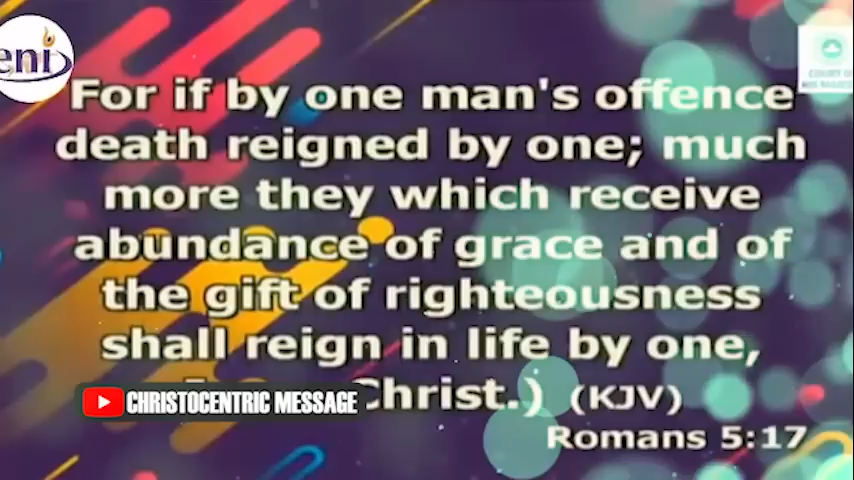 eni
For if by one man's offence
death reigned by one; much
more they which receive
abundance of grace and of
the gift of righteousness
shall reign in life by one,
Christ.) (KJV)
CHRISTOCENTRIC MESSAGE
Romans 5:17